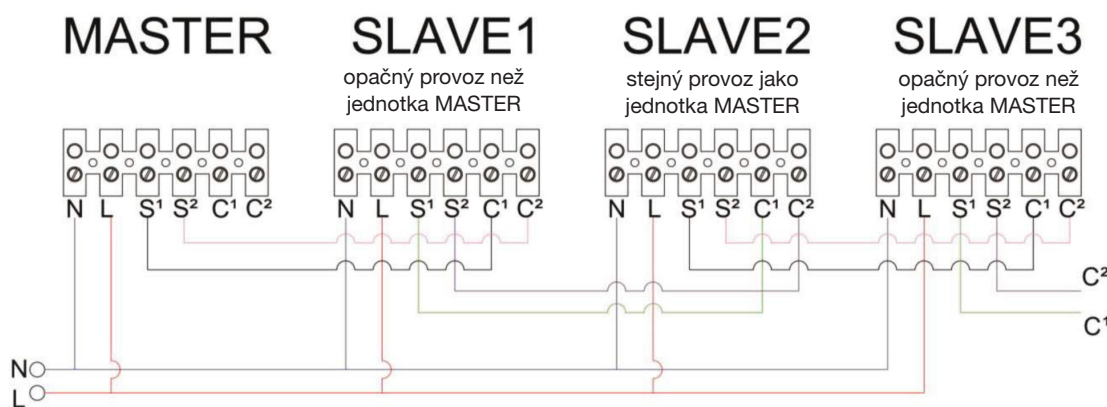 MASTER SLAVE1 SLAVE2 SLAVE3
opačný provoz než
jednotka MASTER
stejný provoz jako
jednotka MASTER
opačný provoz než
jednotka MASTER
N L S¹ S² C¹ C²
N L S¹ S² C¹ C²
N L S¹ S² C¹ C²
N L S¹ S² C¹ C²
C²
C¹
N
L